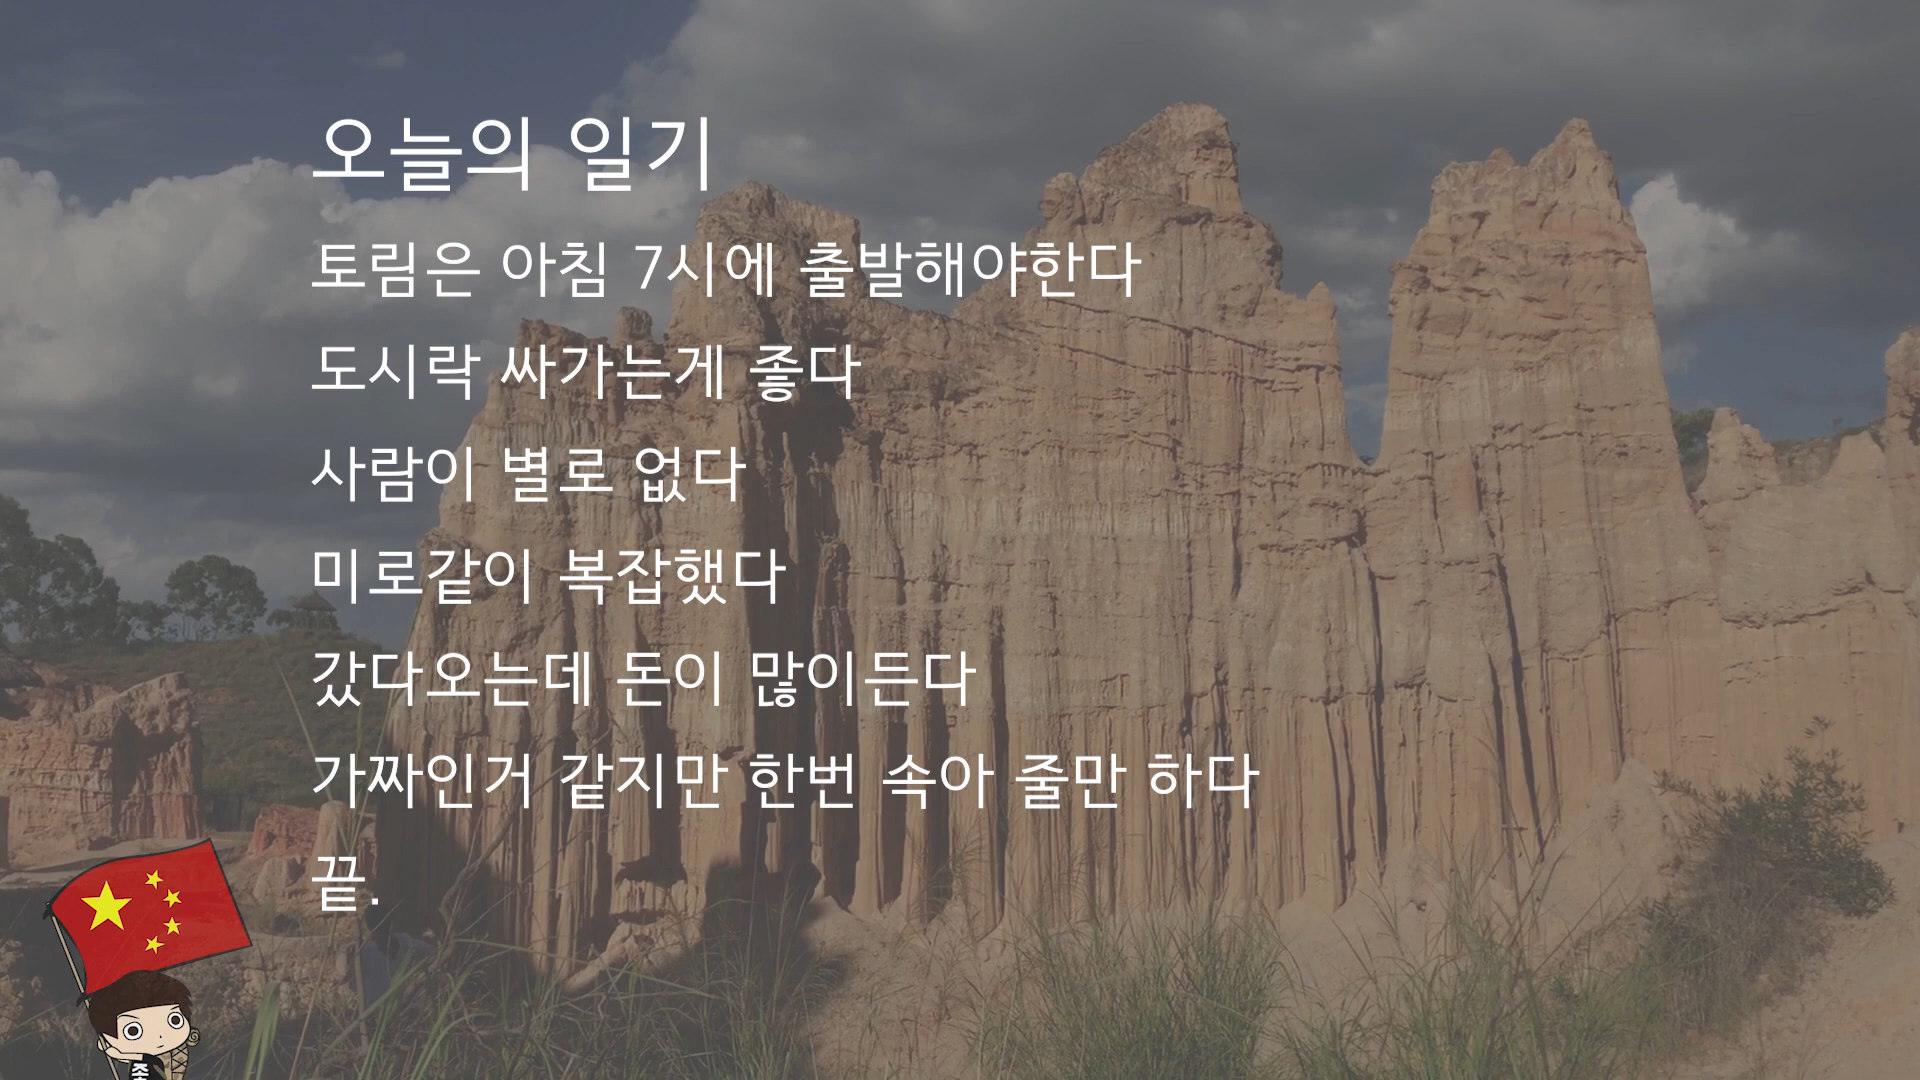 오늘의 일기
토림은 아침 7시에 출발해야한다
도시락 싸가는게 좋다
사람이 별로 없다
미로같이 복잡했다
갔다오는데 돈이 많이든다
가짜인거 같지만 한번 속아 줄만 하다
끝.